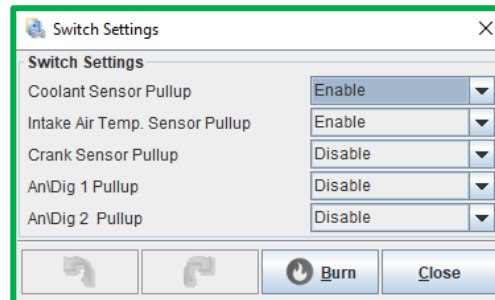 Switch Settings
Switch Settings
Coolant Sensor Pullup Enable
Intake Air Temp. Sensor Pullup Enable
Crank Sensor Pullup Disable
An\Dig 1 Pullup Disable
An\Dig 2 Pullup Disable
Burn Close